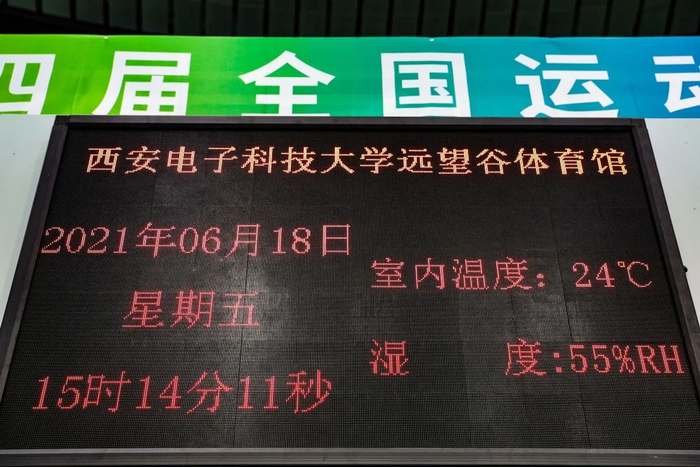 四届全国运动
西安电子科技大学远望谷体育馆
2021年06月18日
星期五
15时14分11秒
室内温度：24℃
湿 度:55%RH